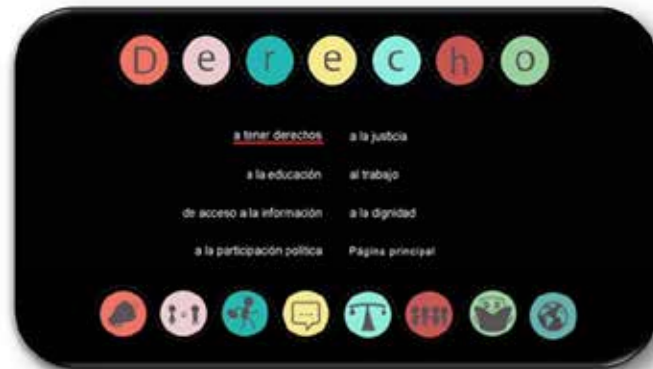 Derecho
a tener derechos
a la justicia
a la educación
al trabajo
de acceso a la información
a la dignidad
a la participación política
Página principal